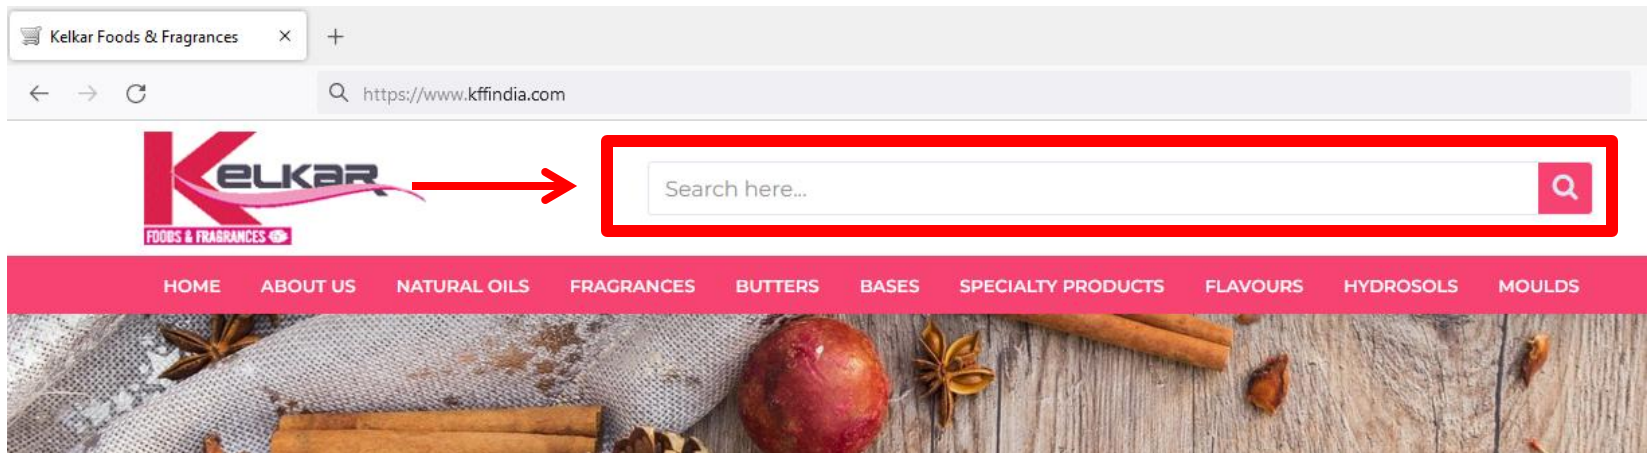 Kelkar Foods & Fragrances
https://www.kffindia.com
KELKAR
FOODS & FRAGRANCES
Search here...
HOME ABOUT US NATURAL OILS FRAGRANCES BUTTERS BASES SPECIALTY PRODUCTS FLAVOURS HYDROSOLS MOULDS